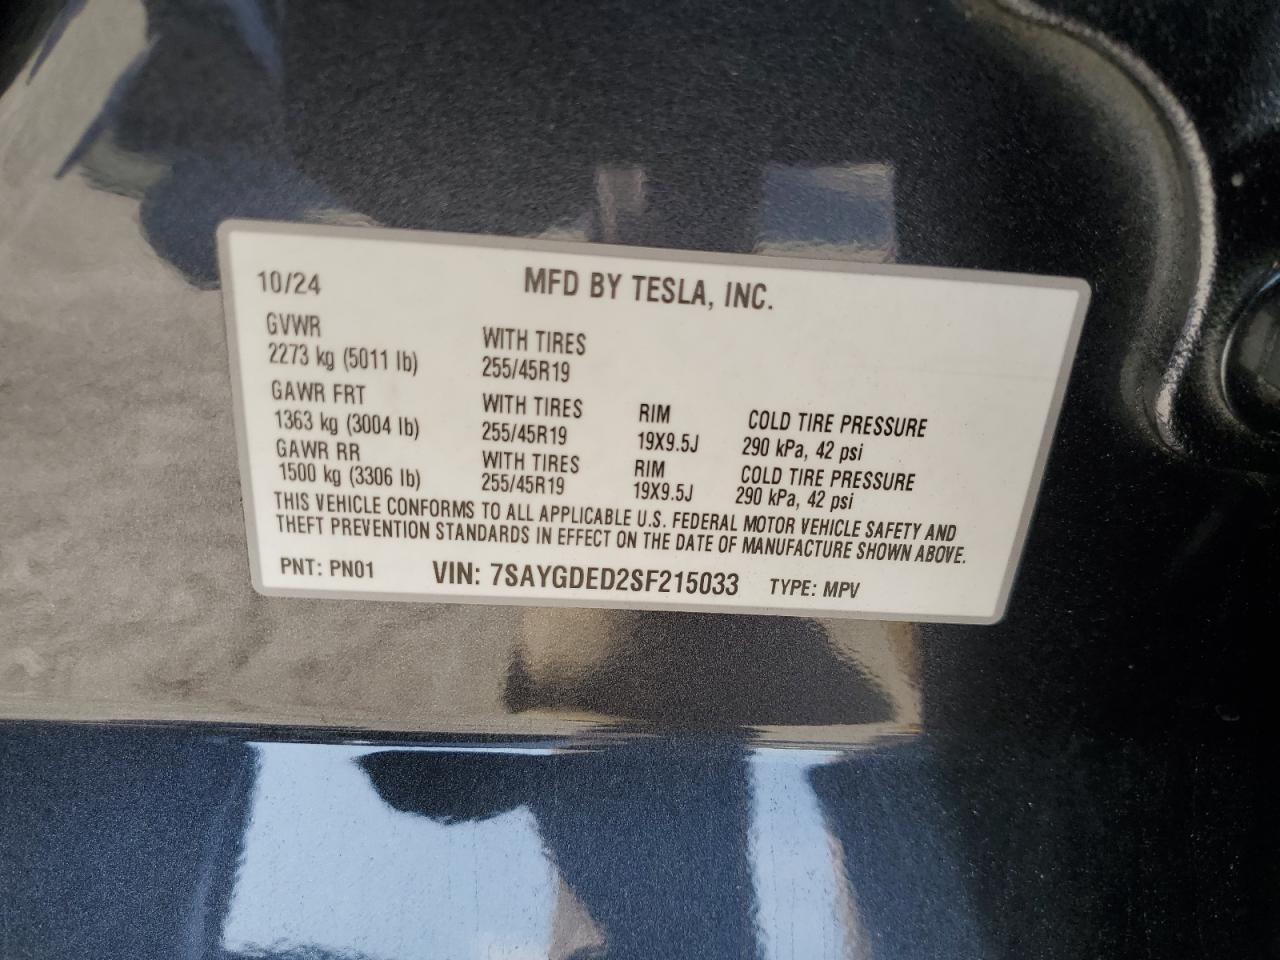 10/24 MFD BY TESLA, INC.
GVWR WITH TIRES
2273 kg (5011 lb) 255/45R19
GAWR FRT WITH TIRES RIM COLD TIRE PRESSURE
1363 kg (3004 lb) 255/45R19 19X9.5J 290 kPa, 42 psi
GAWR RR WITH TIRES RIM COLD TIRE PRESSURE
1500 kg (3306 lb) 255/45R19 19X9.5J 290 kPa, 42 psi
THIS VEHICLE CONFORMS TO ALL APPLICABLE U.S. FEDERAL MOTOR VEHICLE SAFETY AND
THEFT PREVENTION STANDARDS IN EFFECT ON THE DATE OF MANUFACTURE SHOWN ABOVE.
PNT: PN01 VIN: 7SAYGDED2SF215033 TYPE: MPV